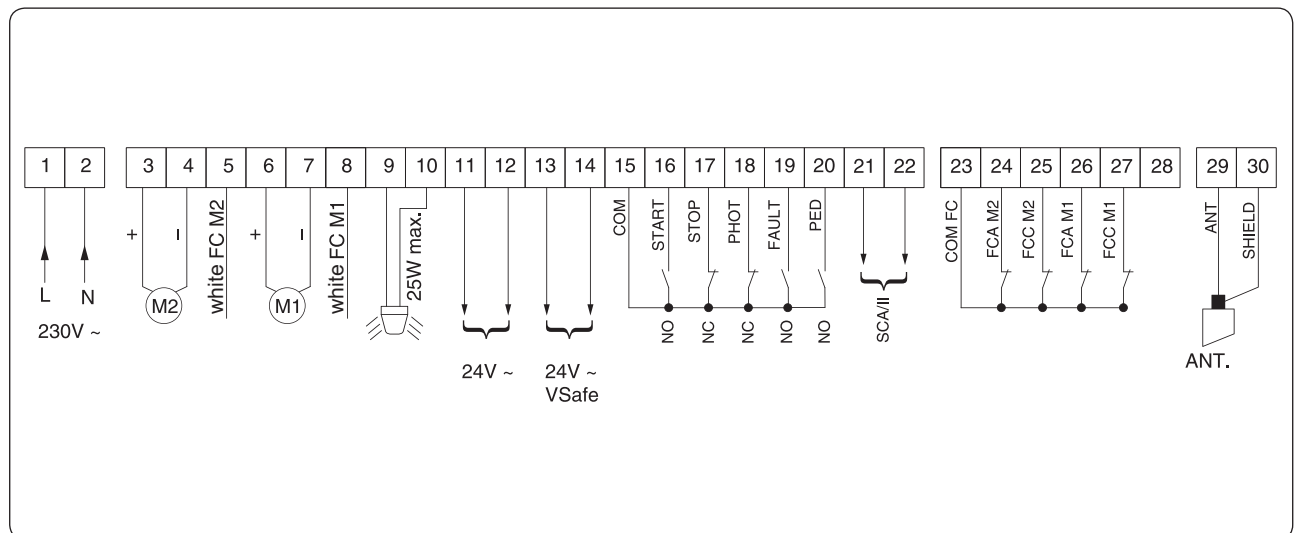 1 2 3 4 5 6 7 8 9 10 11 12 13 14 15 16 17 18 19 20 21 22 23 24 25 26 27 28 29 30
+ – white FC M2 + – white FC M1 25W max. COM START STOP PHOT FAULT PED COM FC FCA M2 FCC M2 FCA M1 FCC M1 ANT SHIELD
L N M2 M1 SCA/II
230V ~
NO NC NC NO NO
24V ~ 24V ~
VSafe
ANT.